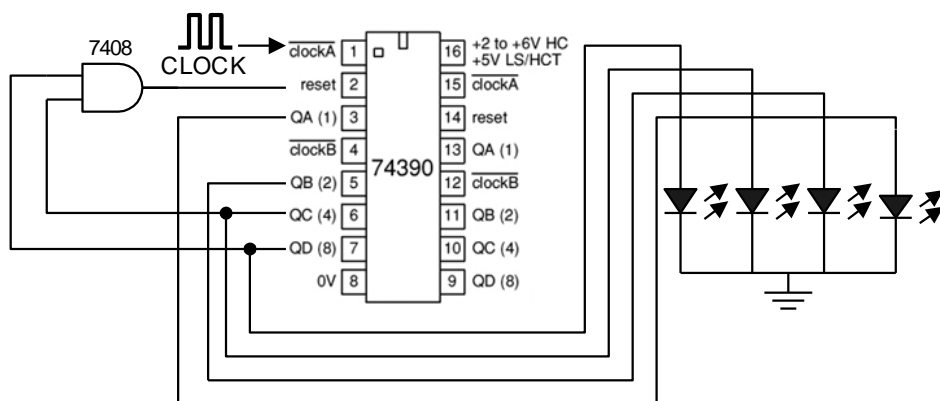 7408
CLOCK
clockA 1
reset 2
QA (1) 3
clockB 4
QB (2) 5
QC (4) 6
QD (8) 7
0V 8
74390
16 +2 to +6V HC
+5V LS/HCT
15 clockA
14 reset
13 QA (1)
12 clockB
11 QB (2)
10 QC (4)
9 QD (8)